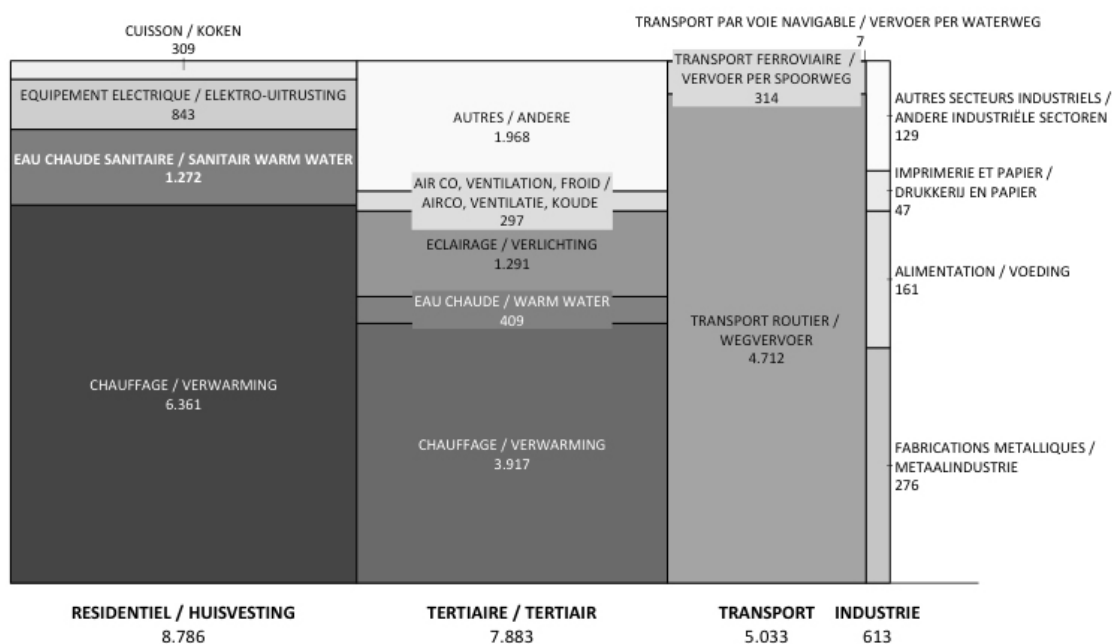 CUISSON / KOKEN
309
EQUIPEMENT ELECTRIQUE / ELEKTRO-UITRUSTING
843
EAU CHAUDE SANITAIRE / SANITAIR WARM WATER
1.272
CHAUFFAGE / VERWARMING
6.361
AUTRES / ANDERE
1.968
AIR CO, VENTILATION, FROID /
AIRCO, VENTILATIE, KOUDE
297
ECLAIRAGE / VERLICHTING
1.291
EAU CHAUDE / WARM WATER
409
CHAUFFAGE / VERWARMING
3.917
TRANSPORT PAR VOIE NAVIGABLE / VERVOER PER WATERWEG
7
TRANSPORT FERROVIAIRE /
VERVOER PER SPOORWEG
314
TRANSPORT ROUTIER /
WEGVERVOER
4.712
AUTRES SECTEURS INDUSTRIELS /
ANDERE INDUSTRIËLE SECTOREN
129
IMPRIMERIE ET PAPIER /
DRUKKERIJ EN PAPIER
47
ALIMENTATION / VOEDING
161
FABRICATIONS METALLIQUES /
METAALINDUSTRIE
276
RESIDENTIEL / HUISVESTING
8.786
TERTIAIRE / TERTIAIR
7.883
TRANSPORT
5.033
INDUSTRIE
613